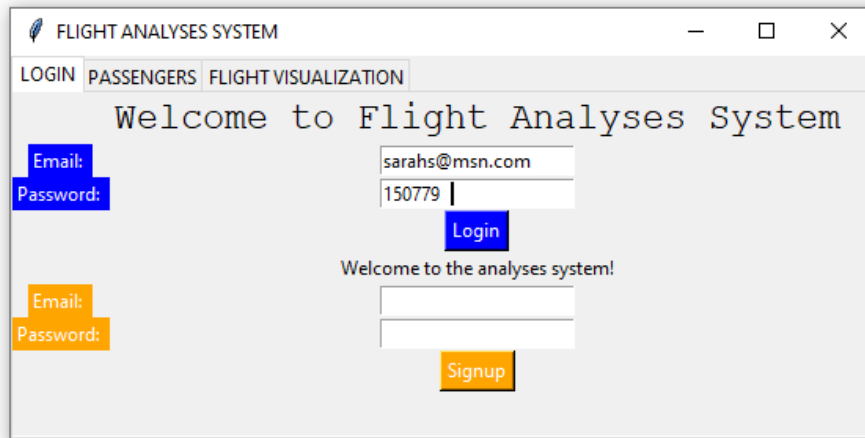 FLIGHT ANALYSES SYSTEM
LOGIN PASSENGERS FLIGHT VISUALIZATION
Welcome to Flight Analyses System
Email: sarahs@msn.com
Password: 150779
Login
Welcome to the analyses system!
Email:
Password:
Signup